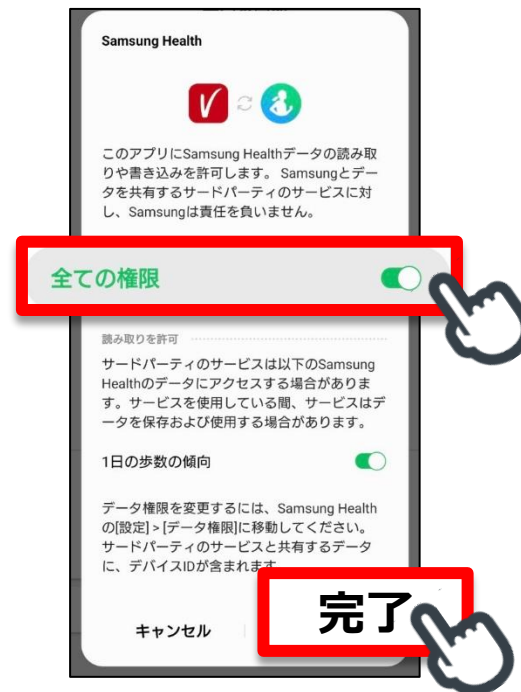 Samsung Health
このアプリにSamsung Healthデータの読み取
りや書き込みを許可します。 Samsungとデー
タを共有するサードパーティのサービスに対
し、Samsungは責任を負いません。
全ての権限
読み取りを許可
サードパーティのサービスは以下のSamsung
Healthのデータにアクセスする場合がありま
す。サービスを使用している間、サービスはデ
ータを保存および使用する場合があります。
1日の歩数の傾向
データ権限を変更するには、Samsung Health
の[設定] > [データ権限]に移動してください。
サードパーティのサービスと共有するデータ
に、デバイスIDが含まれます
キャンセル
完了